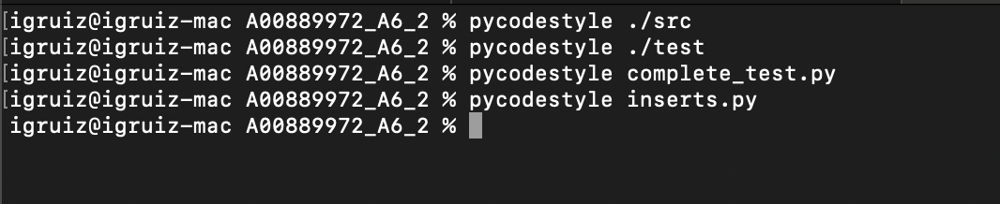 [igruiz@igruiz-mac A00889972_A6_2 % pycodestyle ./src
[igruiz@igruiz-mac A00889972_A6_2 % pycodestyle ./test
[igruiz@igruiz-mac A00889972_A6_2 % pycodestyle complete_test.py
[igruiz@igruiz-mac A00889972_A6_2 % pycodestyle inserts.py
igruiz@igruiz-mac A00889972_A6_2 %